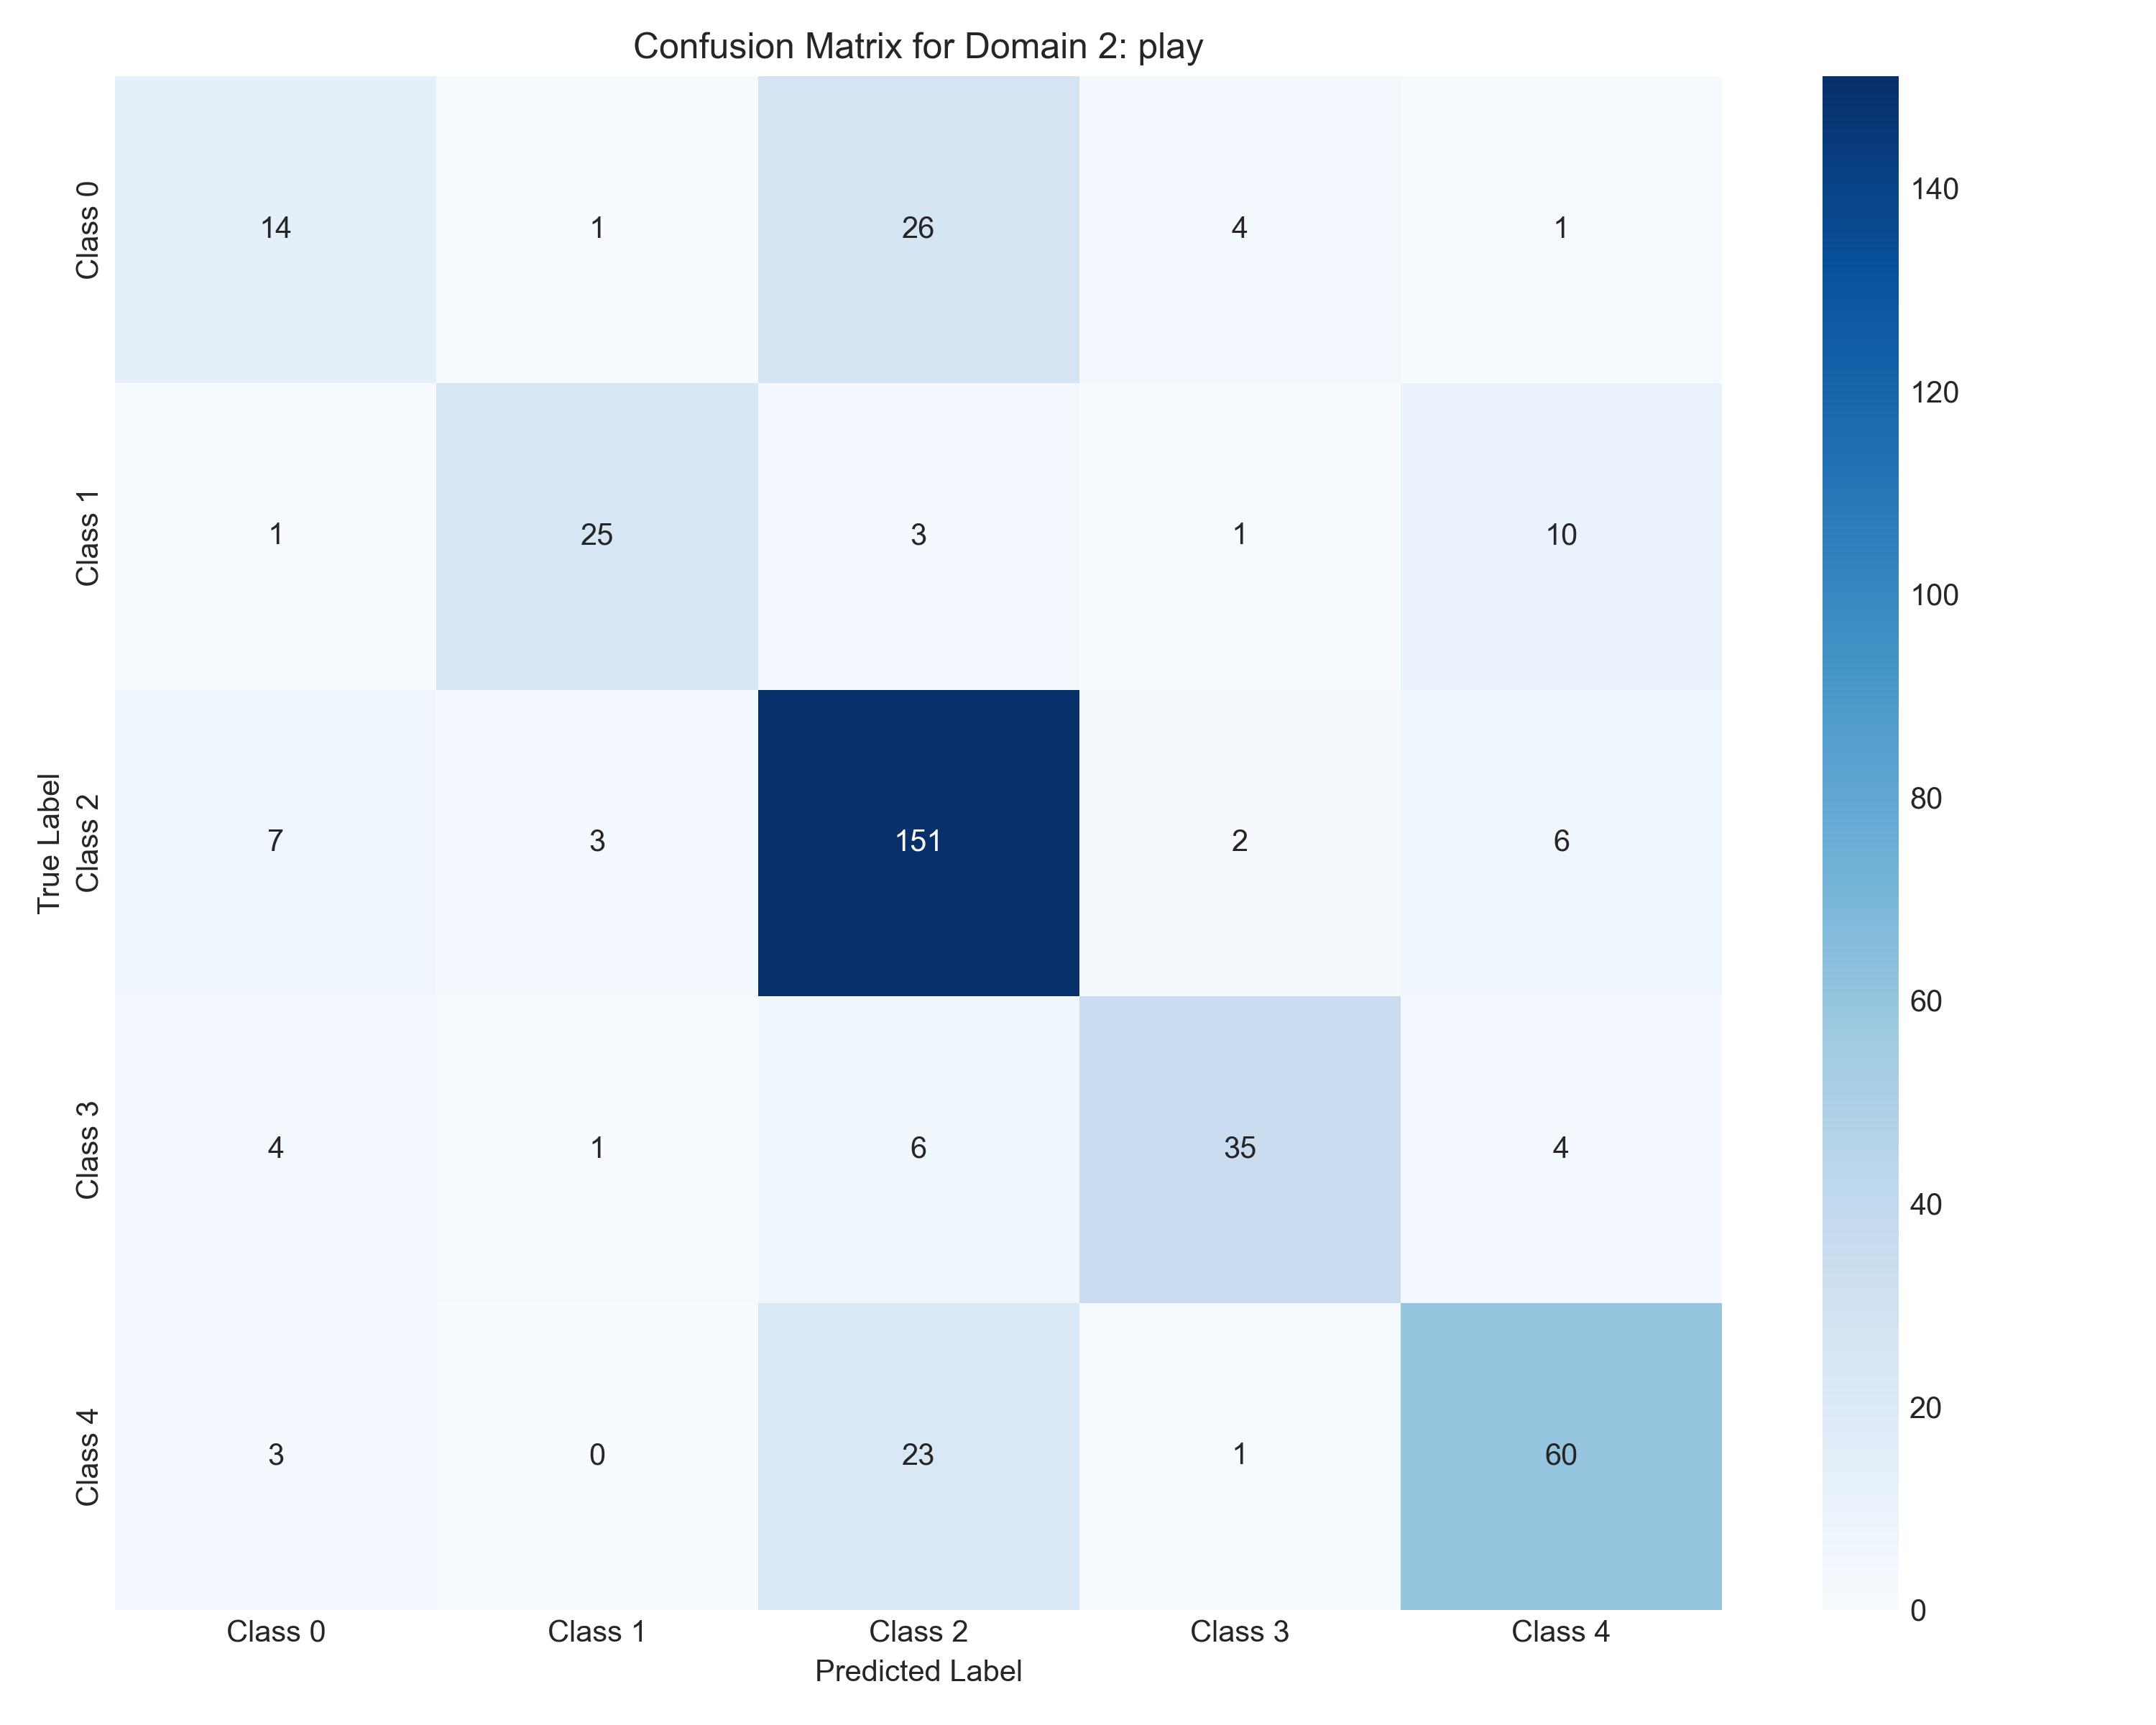 Confusion Matrix for Domain 2: play
True Label
Class 0 14 1 26 4 1
Class 1 1 25 3 1 10
Class 2 7 3 151 2 6
Class 3 4 1 6 35 4
Class 4 3 0 23 1 60
Class 0 Class 1 Class 2 Class 3 Class 4
Predicted Label
140
120
100
80
60
40
20
0